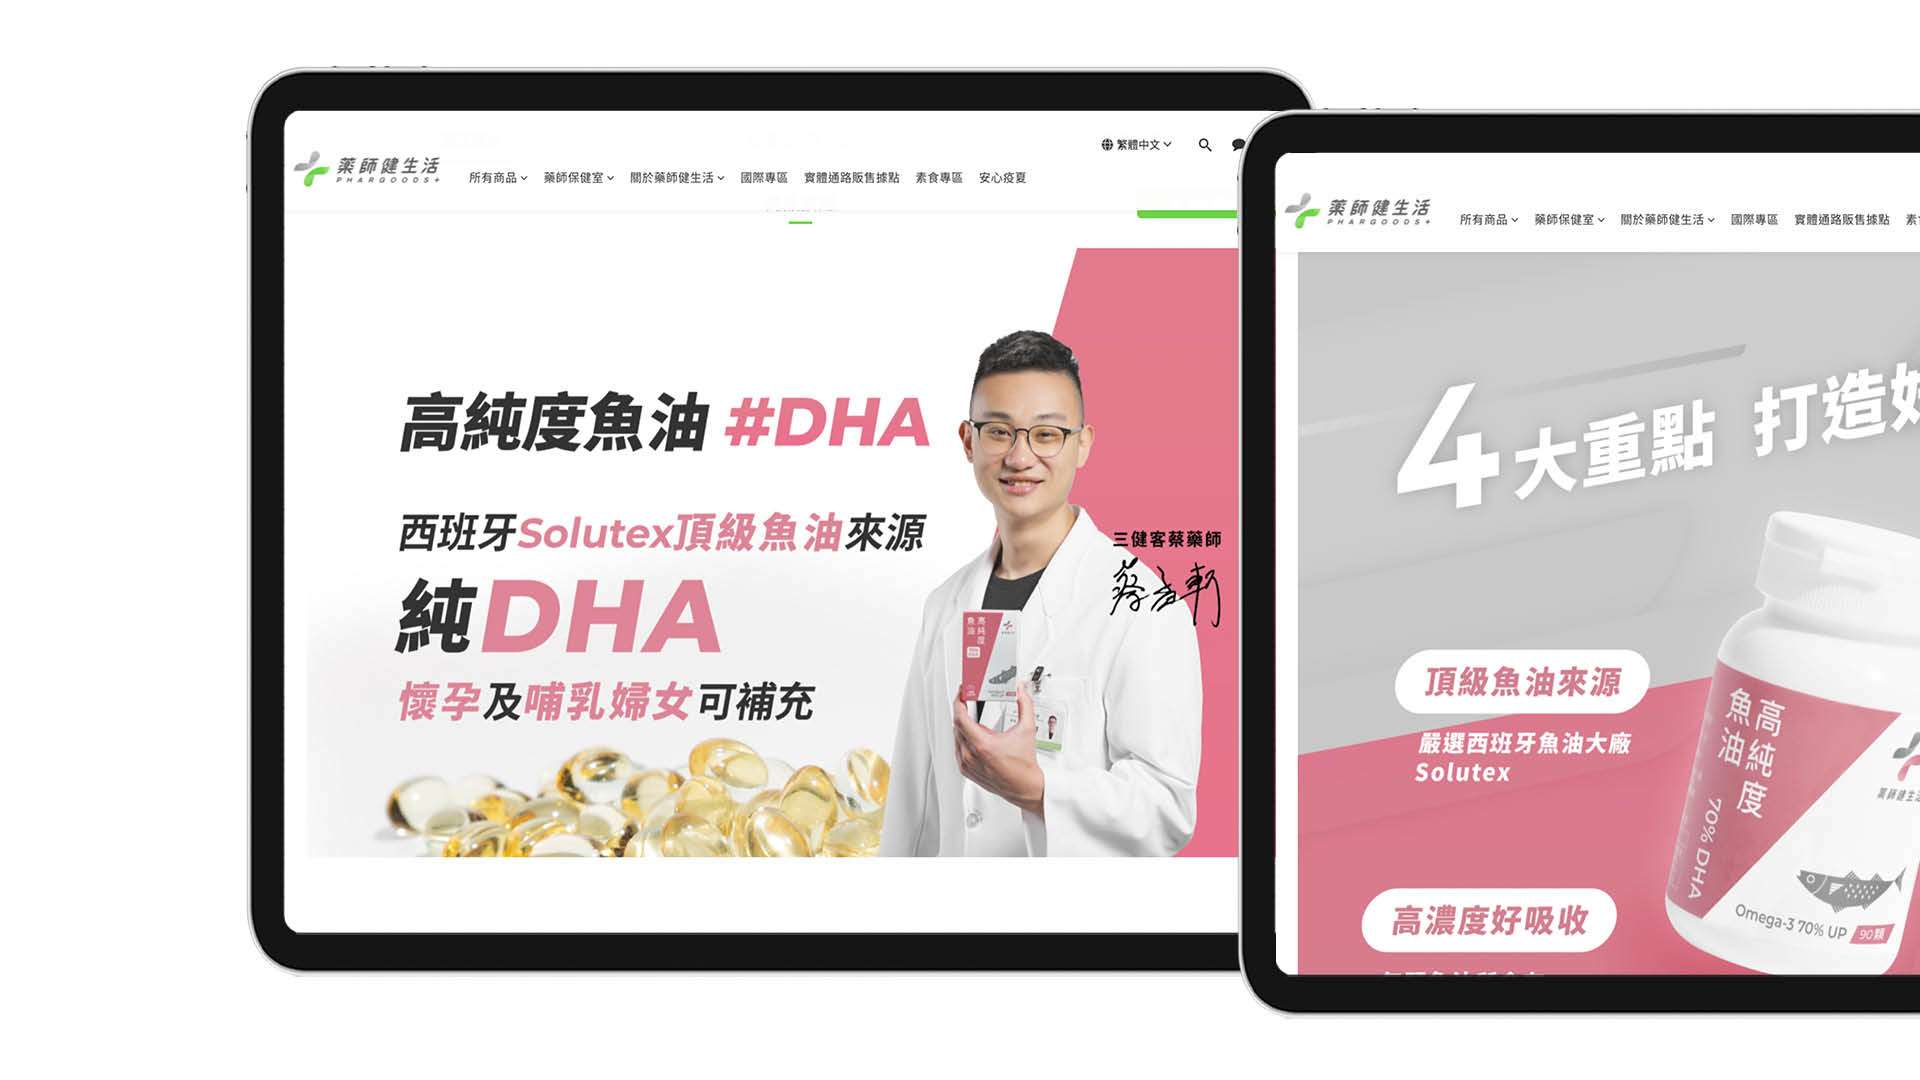 藥師健生活
PHARGOODS+
繁體中文
所有商品 藥師保健室 關於藥師健生活 國際專區 實體通路販售據點 素食專區 安心疫夏
高純度魚油 #DHA
西班牙Solutex頂級魚油來源
純DHA
懷孕及哺乳婦女可補充
三健客蔡藥師
高純度
魚油
藥師健生活
PHARGOODS+
所有商品 藥師保健室 關於藥師健生活 國際專區 實體通路販售據點 素
4大重點 打造好
頂級魚油來源
嚴選西班牙魚油大廠
Solutex
高濃度好吸收
高純度
魚油
70% DHA
藥師健生活
Omega-3 70% UP 90顆